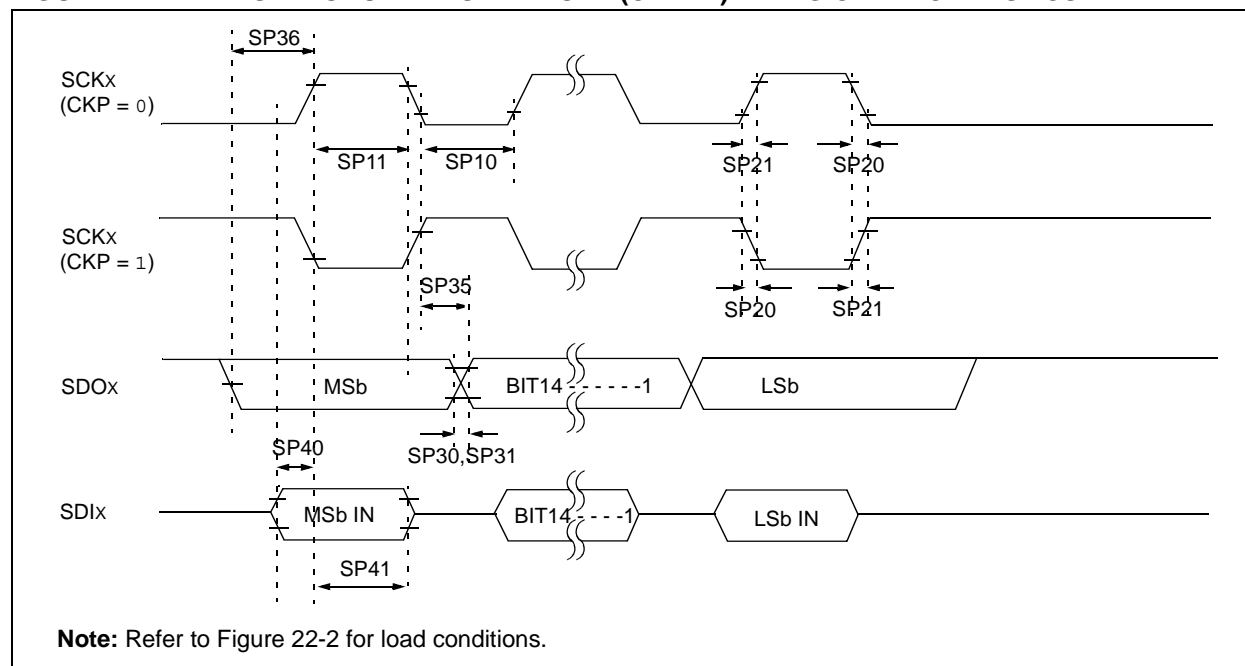 SP36
SCKX
(CKP = 0)
SP11
SP10
SP21
SP20
SCKX
(CKP = 1)
SP35
SP20
SP21
SDOX
MSb
BIT14 - - - - - -1
LSb
SP40
SP30,SP31
SDIX
MSb IN
BIT14 - - - -1
LSb IN
SP41
Note: Refer to Figure 22-2 for load conditions.